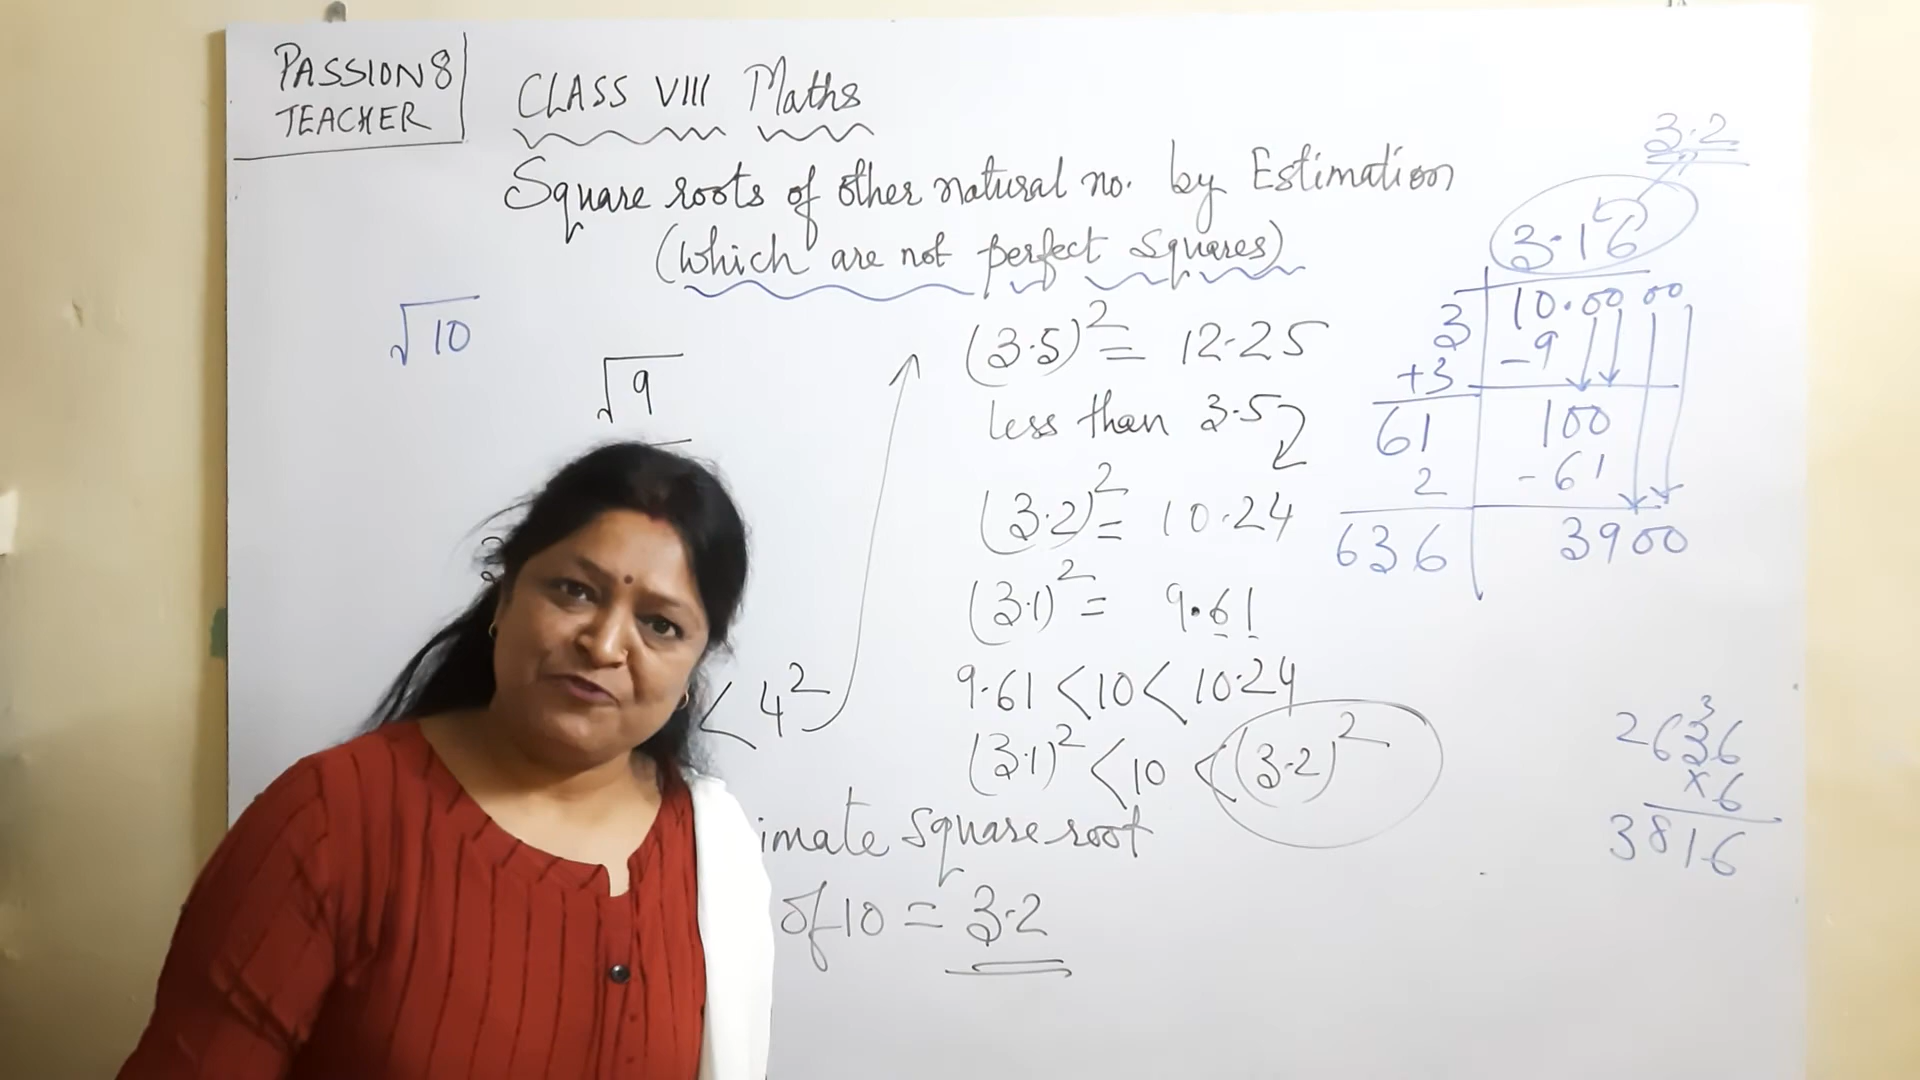 PASSION8
TEACHER
CLASS VIII Maths
Square roots of other natural no. by Estimation
(which are not perfect squares)
√10
√9
< 4²
(3.5)² = 12.25
less than 3.5
(3.2)² = 10.24
(3.1)² = 9.61
9.61 < 10 < 10.24
(3.1)² < 10 < (3.2)²
imate square root
of 10 = 3.2
3.2
3.16
3 10.00 00
+3 -9
61 100
2 -61
636 3900
2 3
636
×6
3816